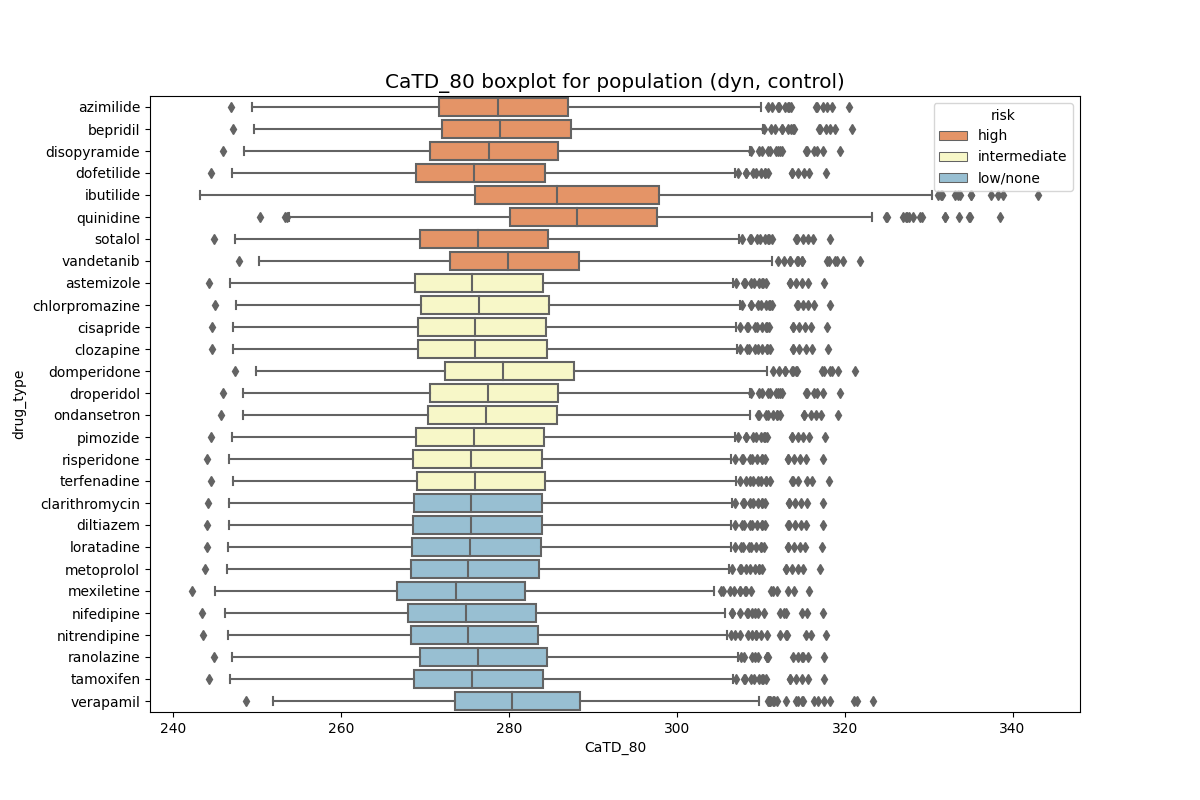 CaTD_80 boxplot for population (dyn, control)
risk
high
intermediate
low/none
drug_type
azimilide
bepridil
disopyramide
dofetilide
ibutilide
quinidine
sotalol
vandetanib
astemizole
chlorpromazine
cisapride
clozapine
domperidone
droperidol
ondansetron
pimozide
risperidone
terfenadine
clarithromycin
diltiazem
loratadine
metoprolol
mexiletine
nifedipine
nitrendipine
ranolazine
tamoxifen
verapamil
240 260 280 300 320 340
CaTD_80